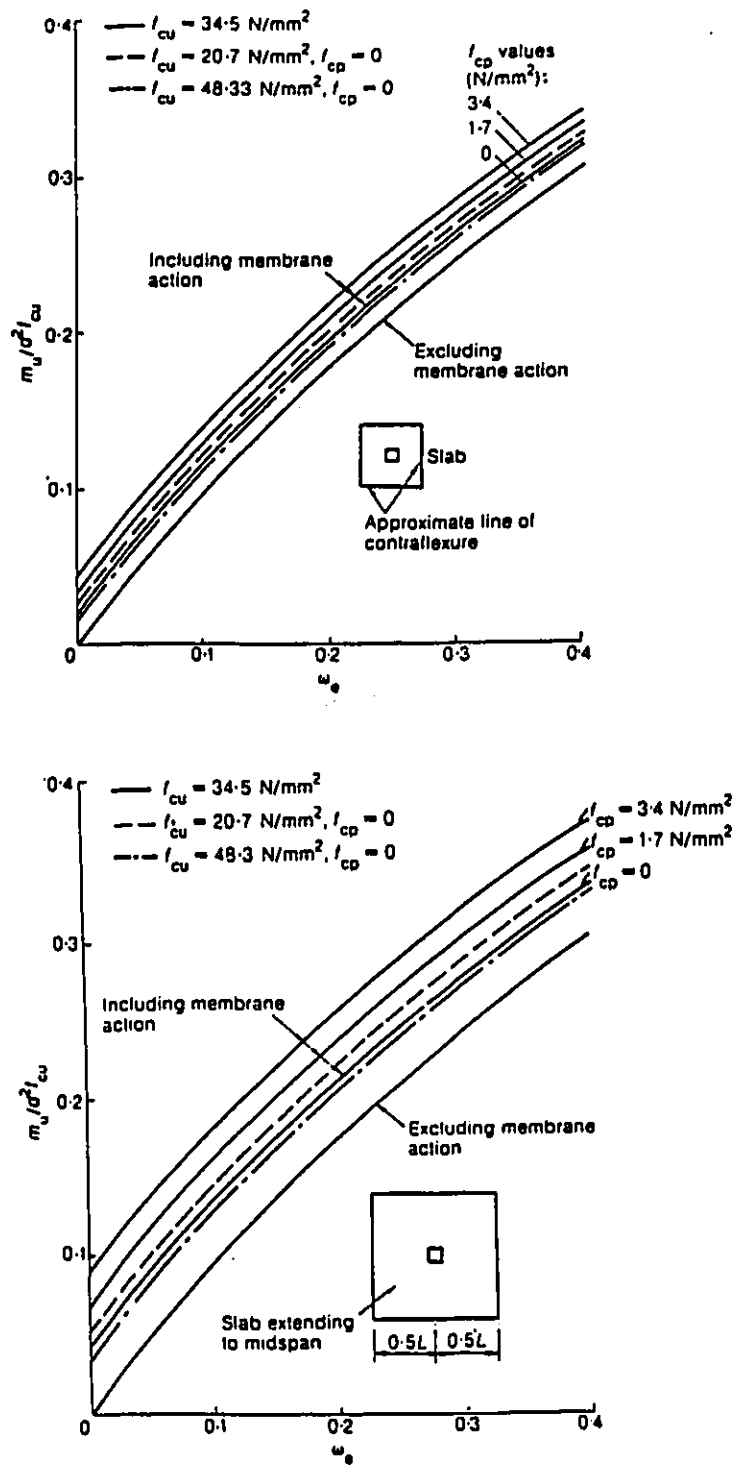 0·4
f_cu = 34·5 N/mm²
f_cu = 20·7 N/mm², f_cp = 0
f_cu = 48·33 N/mm², f_cp = 0
f_cp values
(N/mm²):
3·4
1·7
0
0·3
Including membrane
action
0·2
m_u/d²f_cu
Excluding
membrane action
Slab
0·1
Approximate line of
contraflexure
0
0·1
0·2
0·3
0·4
ω_e
0·4
f_cu = 34·5 N/mm²
f_cu = 20·7 N/mm², f_cp = 0
f_cu = 48·3 N/mm², f_cp = 0
f_cp = 3·4 N/mm²
f_cp = 1·7 N/mm²
f_cp = 0
0·3
Including membrane
action
0·2
m_u/d²f_cu
Excluding membrane
action
0·1
Slab extending
to midspan
0·5L
0·5L
0
0·1
0·2
0·3
0·4
ω_e